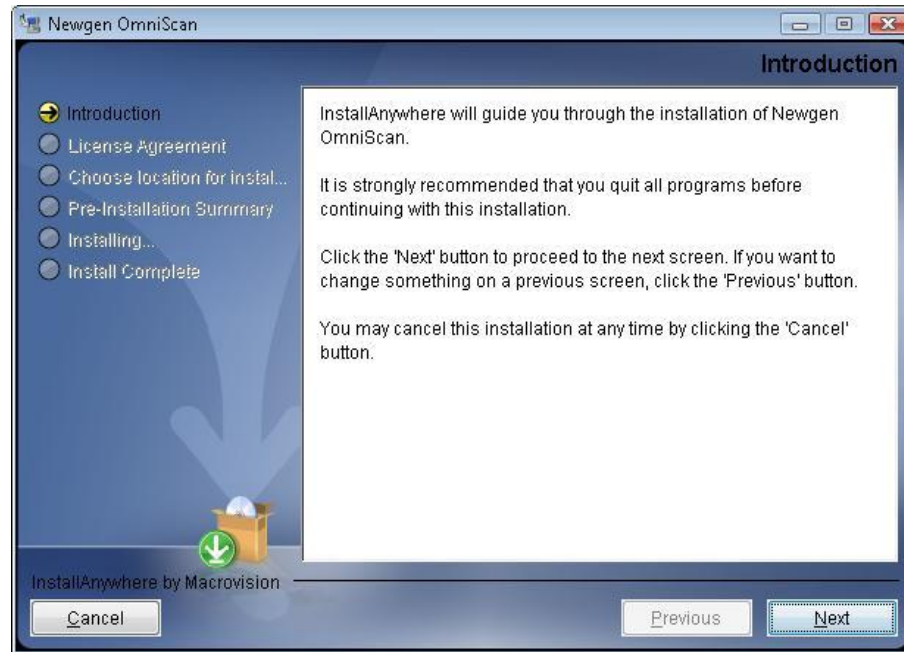 Newgen OmniScan
Introduction
Introduction
License Agreement
Choose location for instal...
Pre-Installation Summary
Installing...
Install Complete
InstallAnywhere will guide you through the installation of Newgen
OmniScan.
It is strongly recommended that you quit all programs before
continuing with this installation.
Click the 'Next' button to proceed to the next screen. If you want to
change something on a previous screen, click the 'Previous' button.
You may cancel this installation at any time by clicking the 'Cancel'
button.
InstallAnywhere by Macrovision
Cancel
Previous
Next